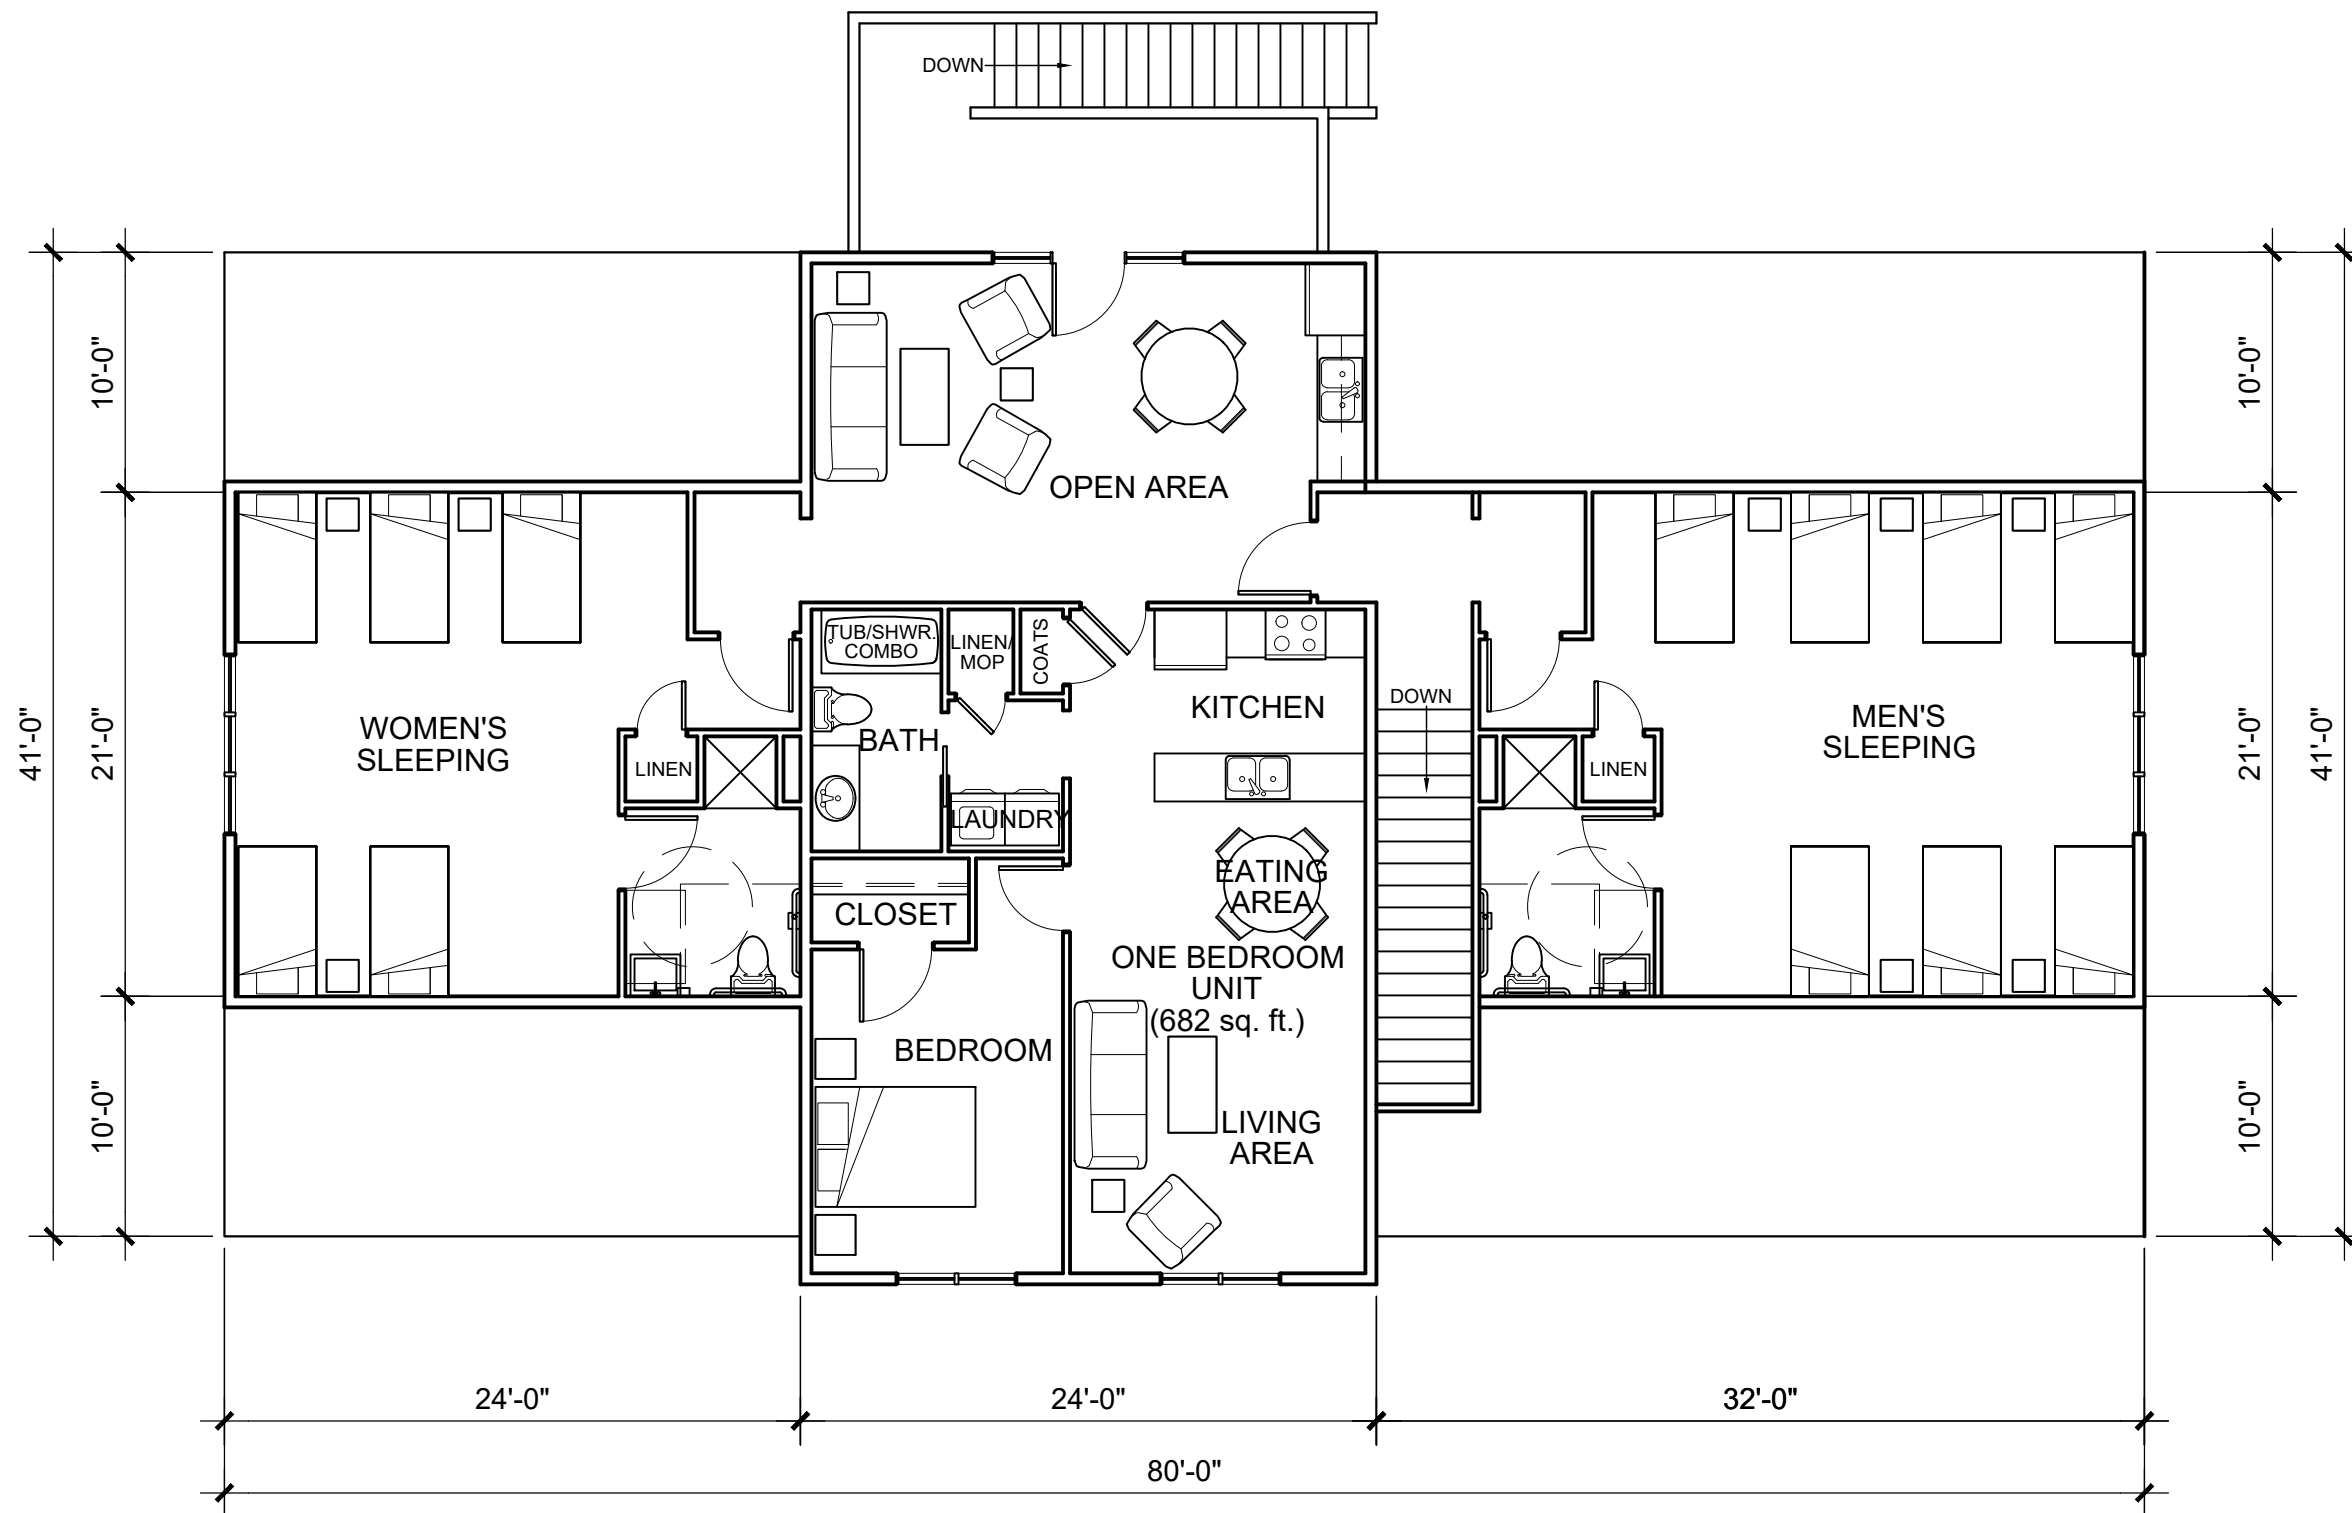 DOWN
10'-0"
10'-0"
OPEN AREA
TUB/SHWR.
COMBO
LINEN/
MOP
COATS
KITCHEN
DOWN
WOMEN'S
SLEEPING
MEN'S
SLEEPING
41'-0"
21'-0"
BATH
LINEN
LINEN
21'-0"
41'-0"
LAUNDRY
EATING
AREA
CLOSET
ONE BEDROOM
UNIT
(682 sq. ft.)
BEDROOM
LIVING
AREA
10'-0"
10'-0"
24'-0"
24'-0"
32'-0"
80'-0"